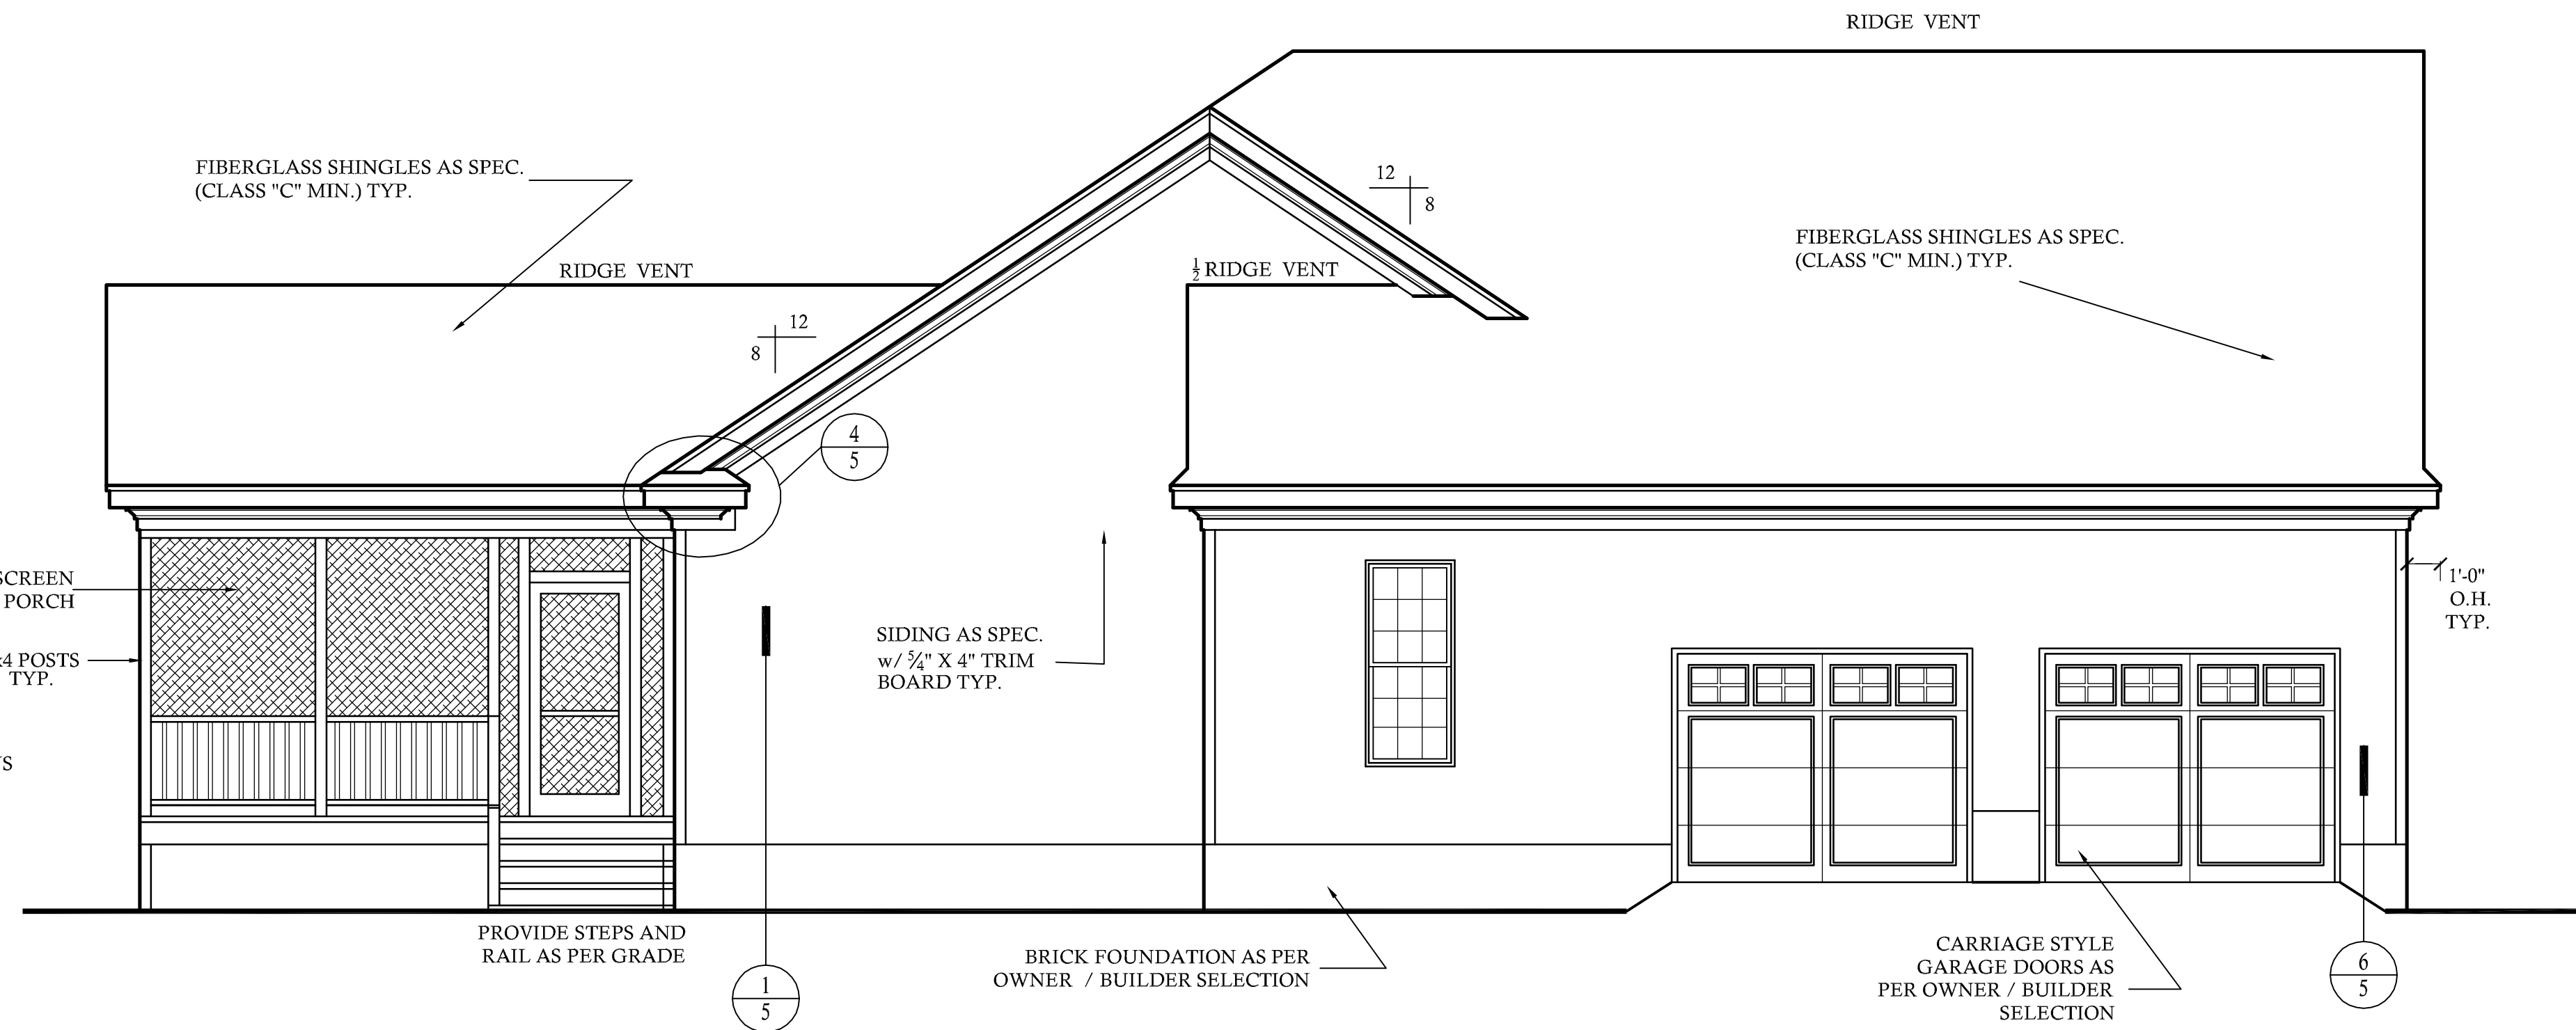 RIDGE VENT
FIBERGLASS SHINGLES AS SPEC.
(CLASS "C" MIN.) TYP.
12
8
FIBERGLASS SHINGLES AS SPEC.
(CLASS "C" MIN.) TYP.
RIDGE VENT
½ RIDGE VENT
12
8
4
5
SCREEN
PORCH
x4 POSTS
TYP.
SIDING AS SPEC.
w/ 5⁄4" X 4" TRIM
BOARD TYP.
1'-0"
O.H.
TYP.
PROVIDE STEPS AND
RAIL AS PER GRADE
BRICK FOUNDATION AS PER
OWNER / BUILDER SELECTION
CARRIAGE STYLE
GARAGE DOORS AS
PER OWNER / BUILDER
SELECTION
1
5
6
5